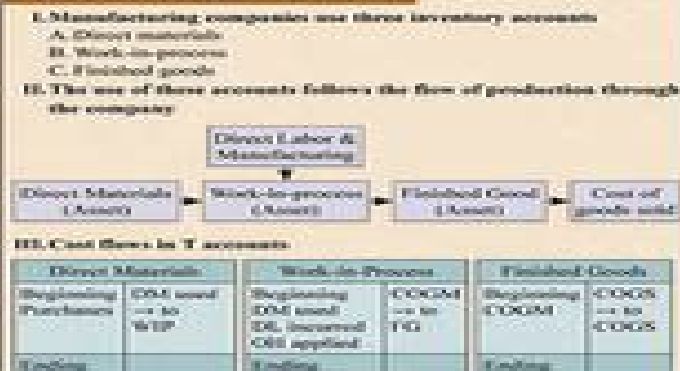 I. Manufacturing companies use three inventory accounts
A. Direct materials
B. Work-in-process
C. Finished goods
II. The use of these accounts follows the flow of production through
the company
Direct Labor &
Manufacturing
Direct Materials
(Asset)
Work-in-process
(Asset)
Finished Good
(Asset)
Cost of
goods sold
III. Cost flows in T accounts
Direct Materials
Work-in-Process
Finished Goods
Beginning
Purchases
DM used
→ to
WIP
Beginning
DM used
DL incurred
OH applied
COGM
→ to
FG
Beginning
COGM
COGS
→ to
COGS
Ending
Ending
Ending